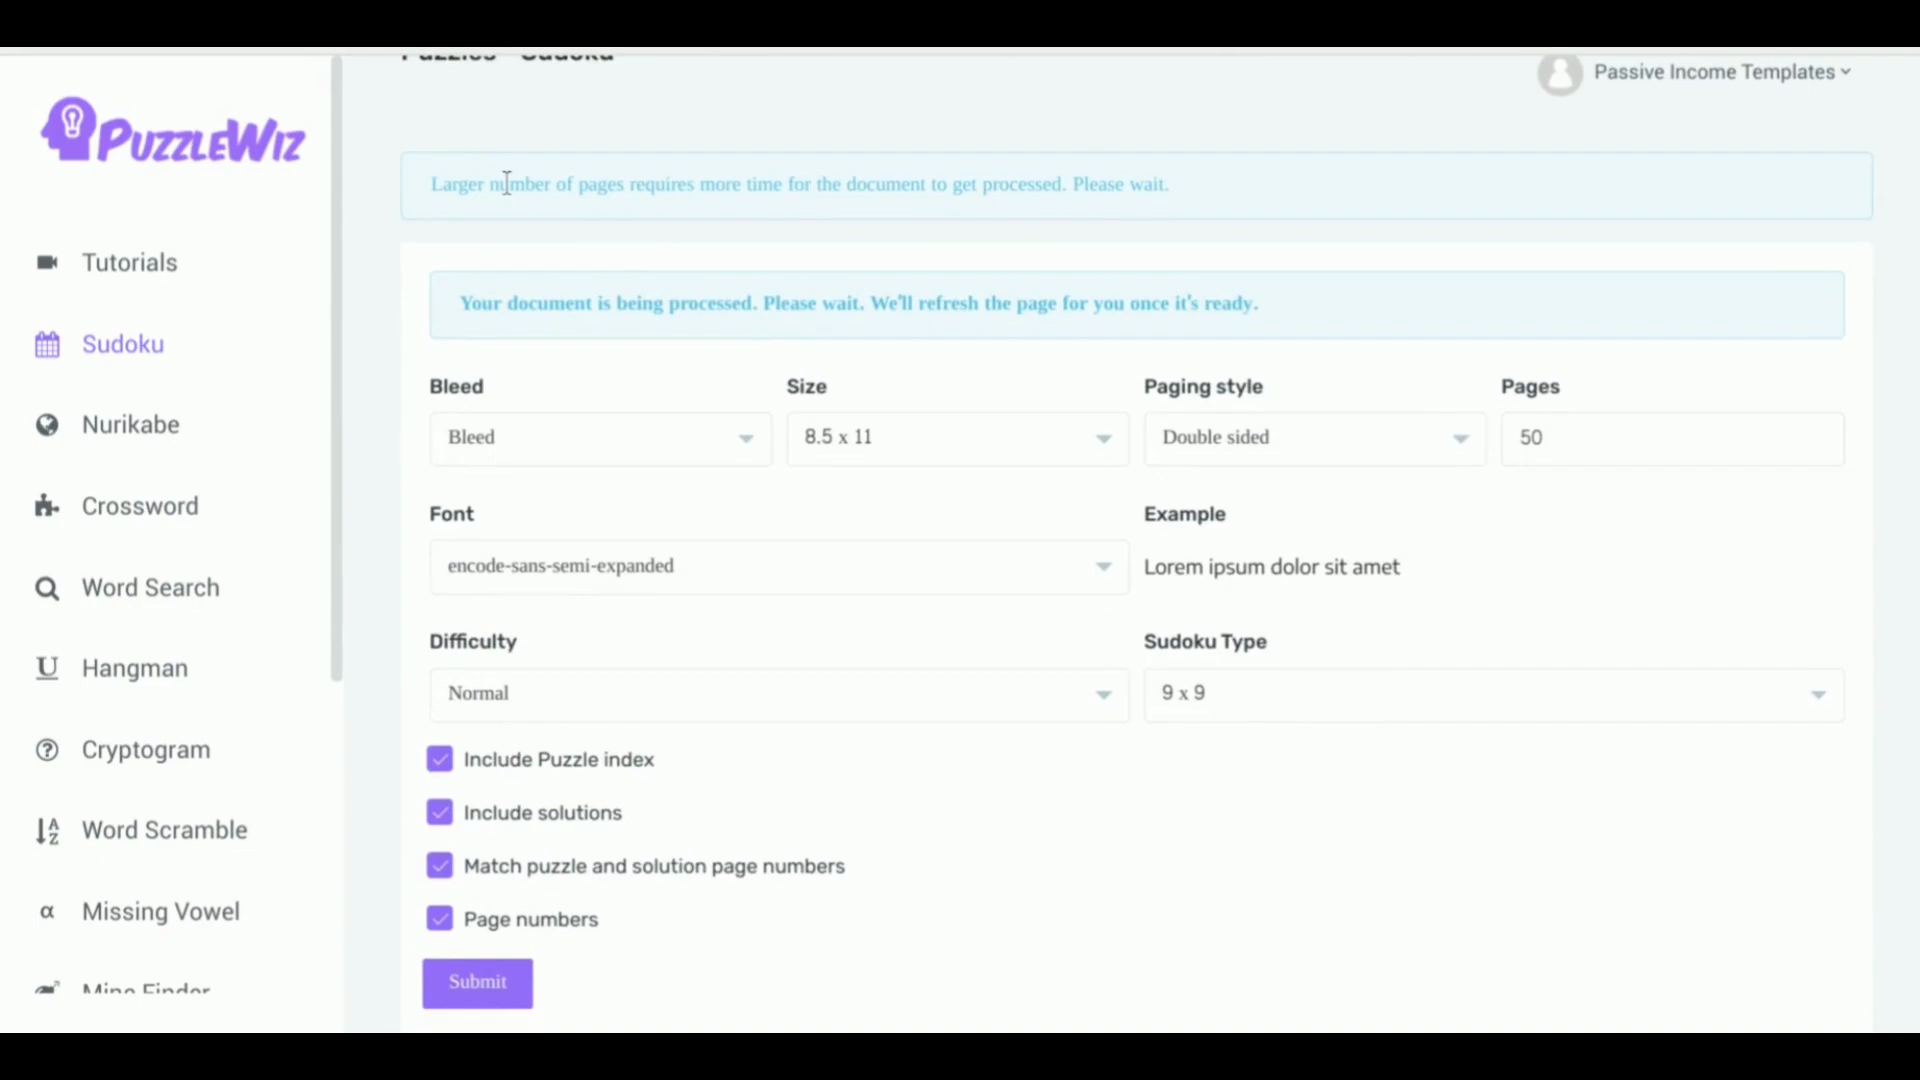 Puzzles - Sudoku
Passive Income Templates
PUZZLEWIZ
Larger number of pages requires more time for the document to get processed. Please wait.
Tutorials
Sudoku
Nurikabe
Crossword
Word Search
Hangman
Cryptogram
Word Scramble
Missing Vowel
Mine Finder
Your document is being processed. Please wait. We'll refresh the page for you once it's ready.
Bleed Size Paging style Pages
Bleed 8.5 x 11 Double sided 50
Font Example
encode-sans-semi-expanded Lorem ipsum dolor sit amet
Difficulty Sudoku Type
Normal 9 x 9
Include Puzzle index
Include solutions
Match puzzle and solution page numbers
Page numbers
Submit